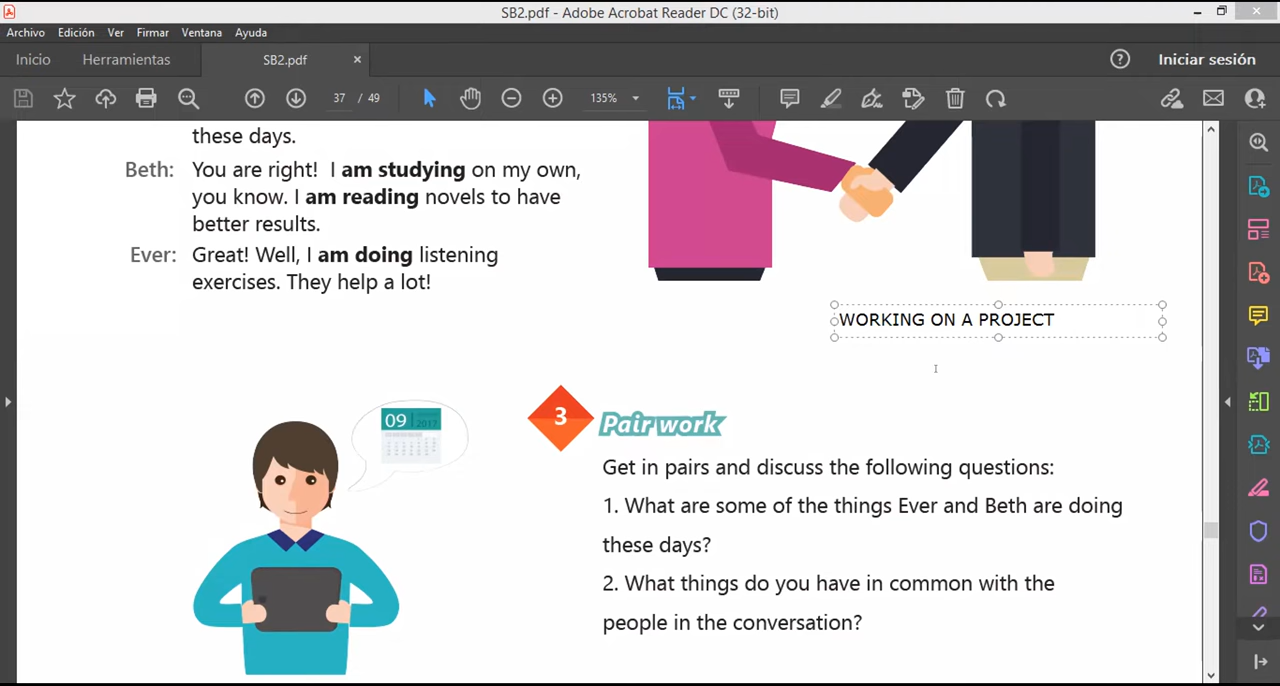 SB2.pdf - Adobe Acrobat Reader DC (32-bit)
Archivo Edición Ver Firmar Ventana Ayuda
Inicio Herramientas SB2.pdf × ? Iniciar sesión
37 / 49 135%
these days.
Beth: You are right! I am studying on my own,
you know. I am reading novels to have
better results.
Ever: Great! Well, I am doing listening
exercises. They help a lot!
WORKING ON A PROJECT
09 2017
3 Pair work
Get in pairs and discuss the following questions:
1. What are some of the things Ever and Beth are doing
these days?
2. What things do you have in common with the
people in the conversation?